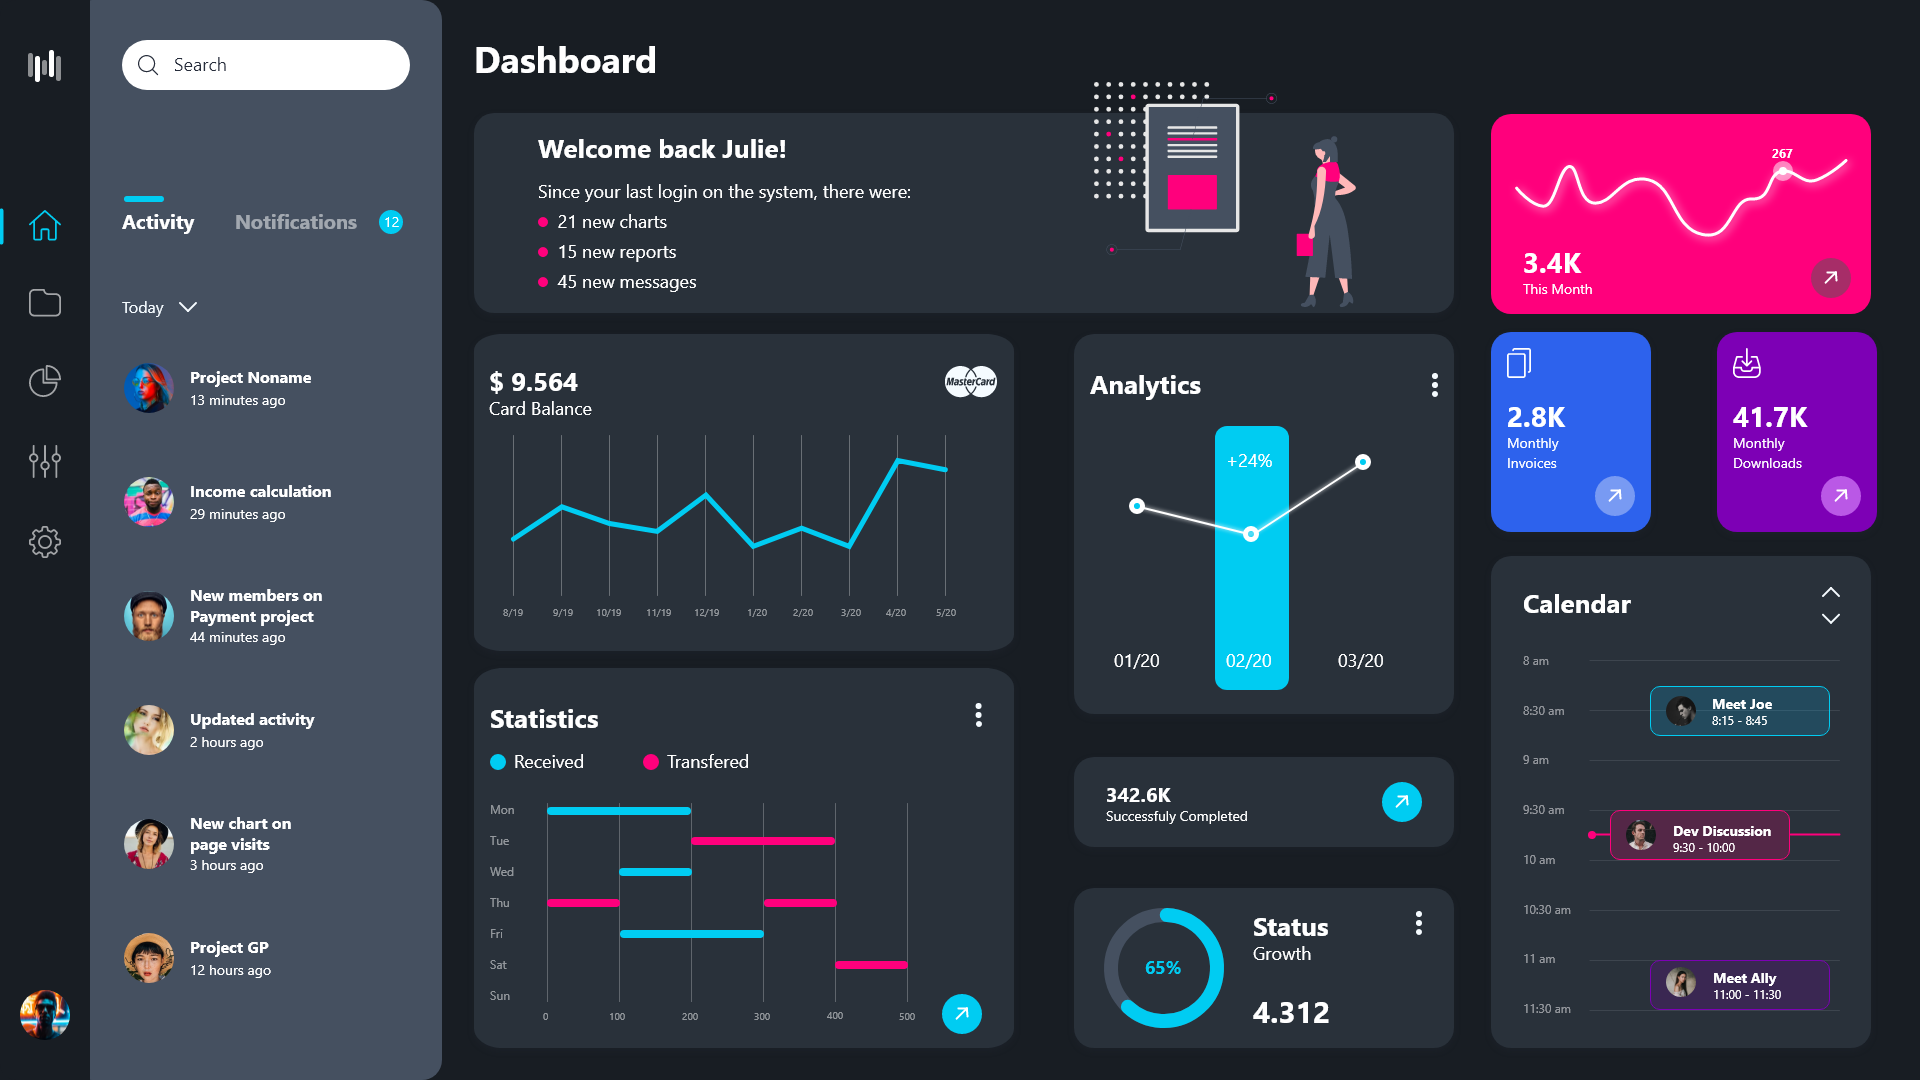 Search
Activity
Notifications
12
Today
Project Noname
13 minutes ago
Income calculation
29 minutes ago
New members on
Payment project
44 minutes ago
Updated activity
2 hours ago
New chart on
page visits
3 hours ago
Project GP
12 hours ago
Dashboard
Welcome back Julie!
Since your last login on the system, there were:
21 new charts
15 new reports
45 new messages
267
3.4K
This Month
$ 9.564
Card Balance
MasterCard
8/19 9/19 10/19 11/19 12/19 1/20 2/20 3/20 4/20 5/20
Analytics
+24%
01/20 02/20 03/20
2.8K
Monthly
Invoices
41.7K
Monthly
Downloads
Statistics
Received
Transfered
Mon
Tue
Wed
Thu
Fri
Sat
Sun
0 100 200 300 400 500
342.6K
Successfuly Completed
65%
Status
Growth
4.312
Calendar
8 am
8:30 am
Meet Joe
8:15 - 8:45
9 am
9:30 am
Dev Discussion
9:30 - 10:00
10 am
10:30 am
11 am
Meet Ally
11:00 - 11:30
11:30 am